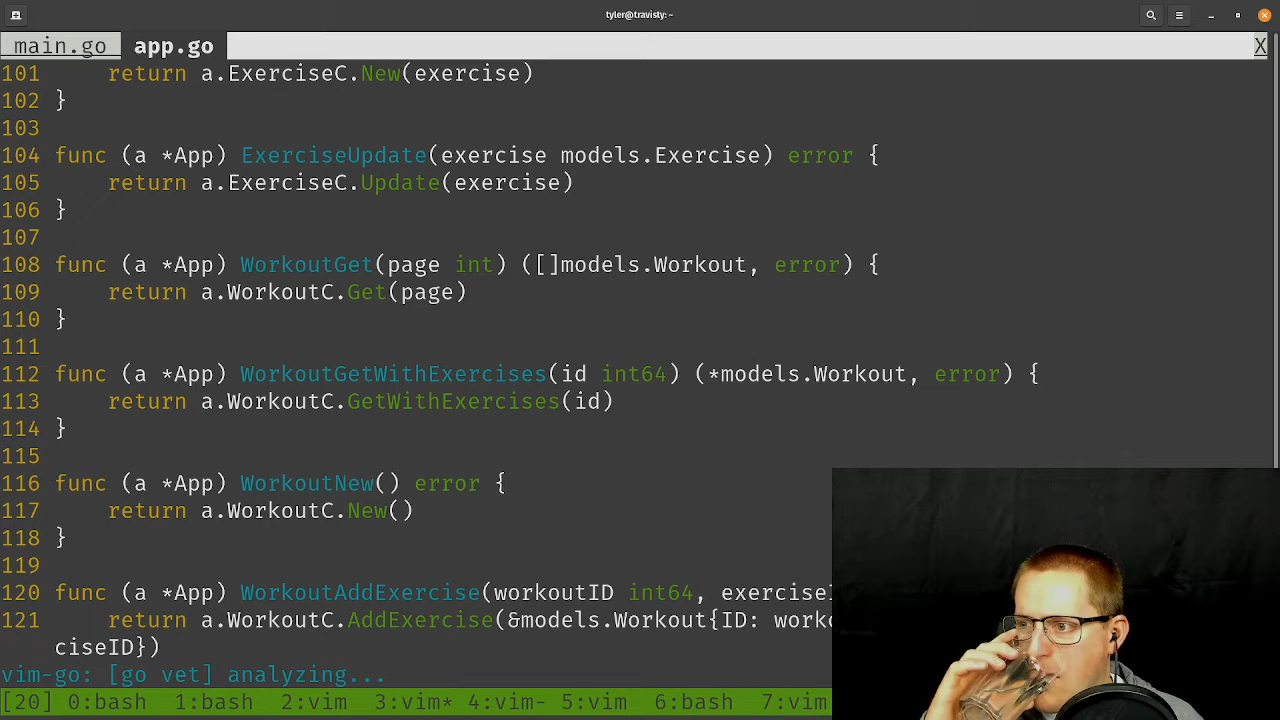 tyler@travisty: ~
main.go app.go X
101 return a.ExerciseC.New(exercise)
102 }
103
104 func (a *App) ExerciseUpdate(exercise models.Exercise) error {
105 return a.ExerciseC.Update(exercise)
106 }
107
108 func (a *App) WorkoutGet(page int) ([]models.Workout, error) {
109 return a.WorkoutC.Get(page)
110 }
111
112 func (a *App) WorkoutGetWithExercises(id int64) (*models.Workout, error) {
113 return a.WorkoutC.GetWithExercises(id)
114 }
115
116 func (a *App) WorkoutNew() error {
117 return a.WorkoutC.New()
118 }
119
120 func (a *App) WorkoutAddExercise(workoutID int64, exerciseI
121 return a.WorkoutC.AddExercise(&models.Workout{ID: worko
ciseID})
vim-go: [go vet] analyzing...
[20] 0:bash 1:bash 2:vim 3:vim* 4:vim- 5:vim 6:bash 7:vim